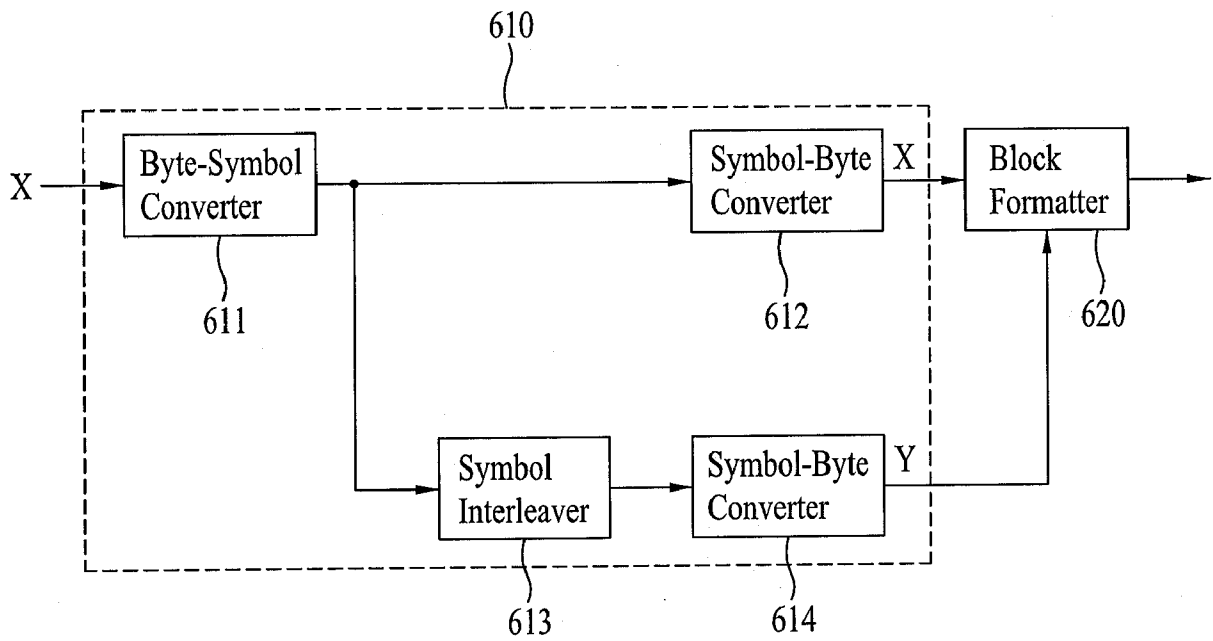 610
Byte-Symbol
Converter
Symbol-Byte
Converter
X
Block
Formatter
X
611
612
620
Symbol
Interleaver
Symbol-Byte
Converter
Y
613
614